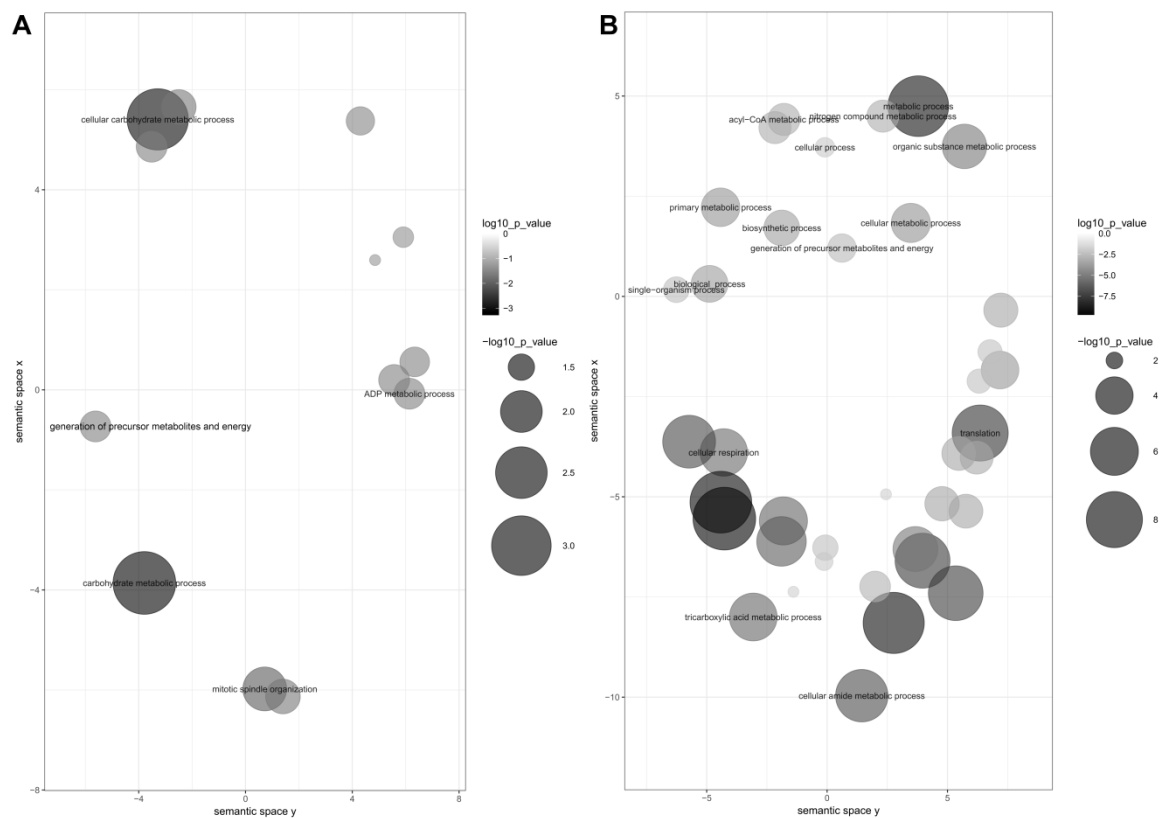 A
cellular carbohydrate metabolic process
ADP metabolic process
generation of precursor metabolites and energy
carbohydrate metabolic process
mitotic spindle organization
4
0
−4
−8
−4
0
4
8
semantic space x
semantic space y
log10_p_value
0
−1
−2
−3
−log10_p_value
1.5
2.0
2.5
3.0
B
metabolic process
nitrogen compound metabolic process
acyl−CoA metabolic process
cellular process
organic substance metabolic process
primary metabolic process
cellular metabolic process
biosynthetic process
generation of precursor metabolites and energy
biological_process
single−organism process
translation
cellular respiration
tricarboxylic acid metabolic process
cellular amide metabolic process
5
0
−5
−10
−5
0
5
semantic space x
semantic space y
log10_p_value
0.0
−2.5
−5.0
−7.5
−log10_p_value
2
4
6
8